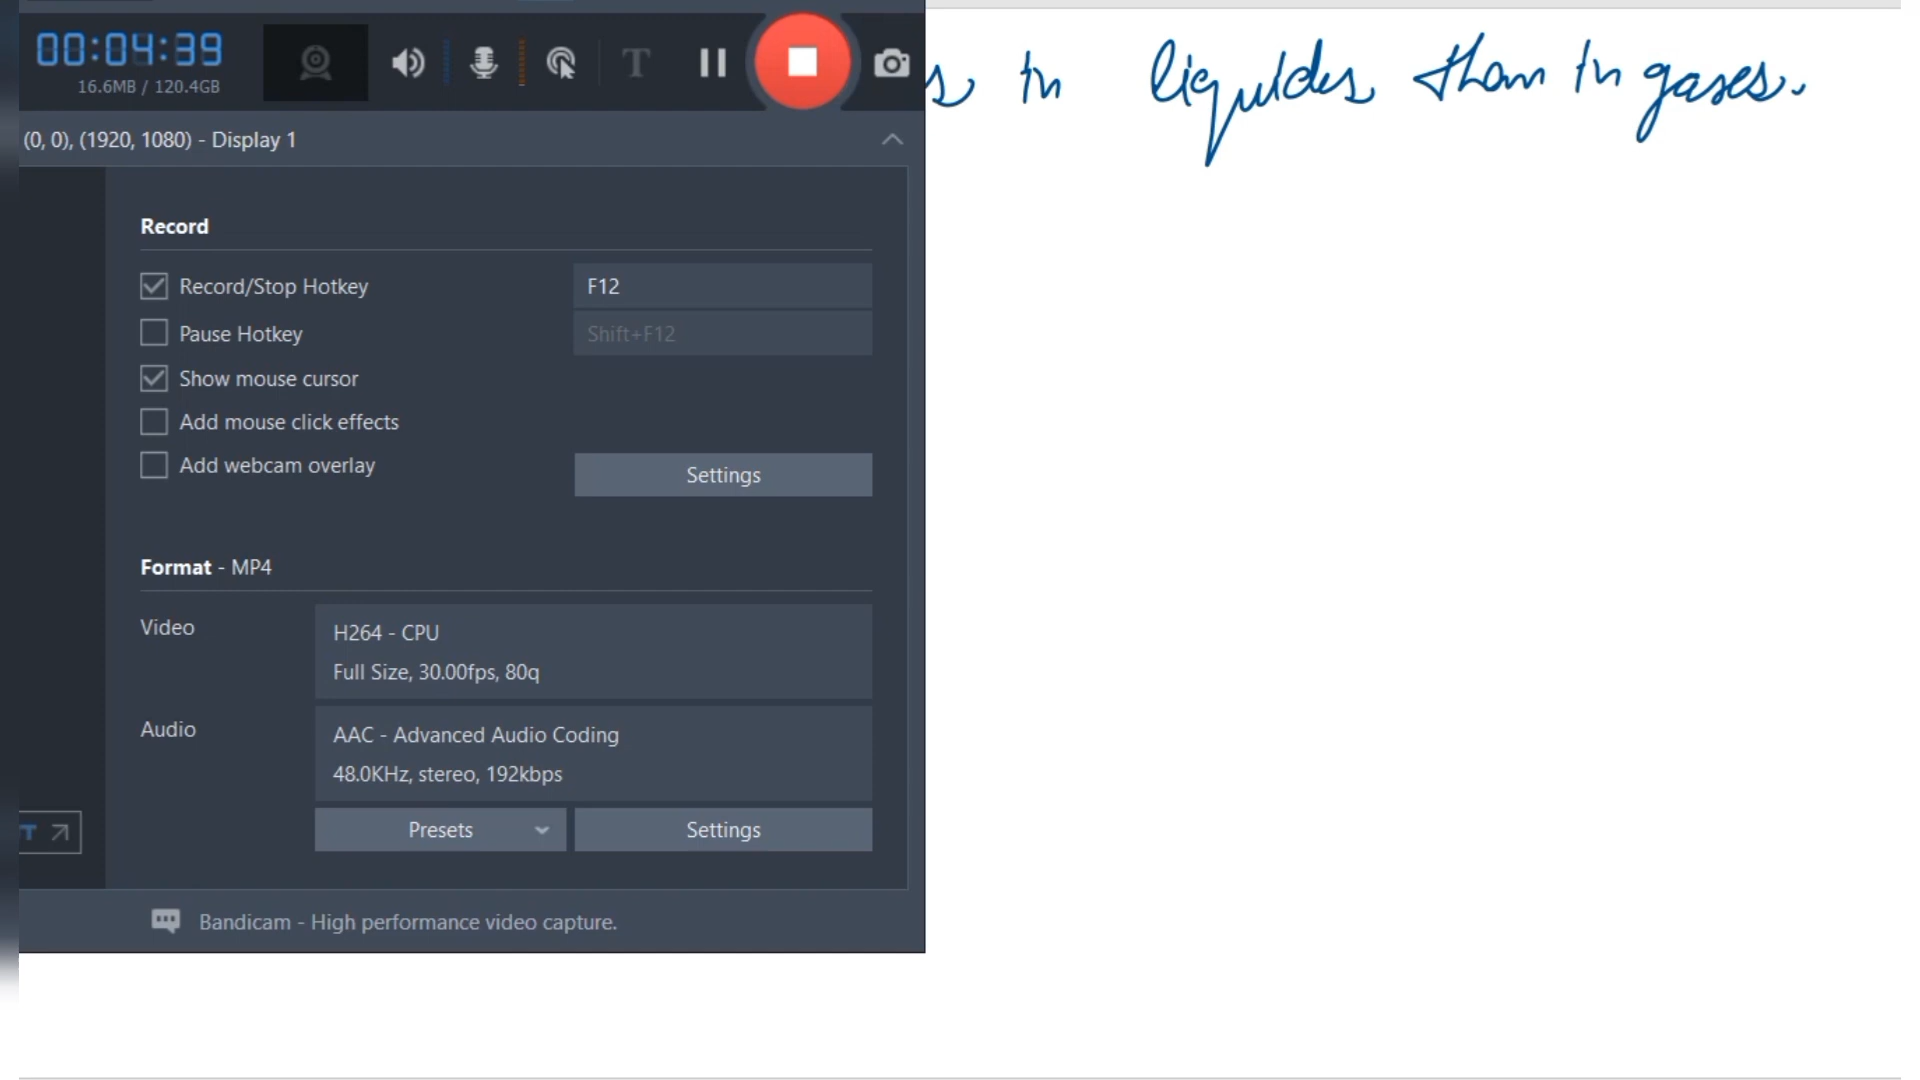 00:04:39
s in liquides than in gases.
16.6MB / 120.4GB
T
(0, 0), (1920, 1080) - Display 1
Record
Record/Stop Hotkey F12
Pause Hotkey Shift+F12
Show mouse cursor
Add mouse click effects
Add webcam overlay
Settings
Format - MP4
Video
H264 - CPU
Full Size, 30.00fps, 80q
Audio
AAC - Advanced Audio Coding
48.0KHz, stereo, 192kbps
T
Presets Settings
Bandicam - High performance video capture.